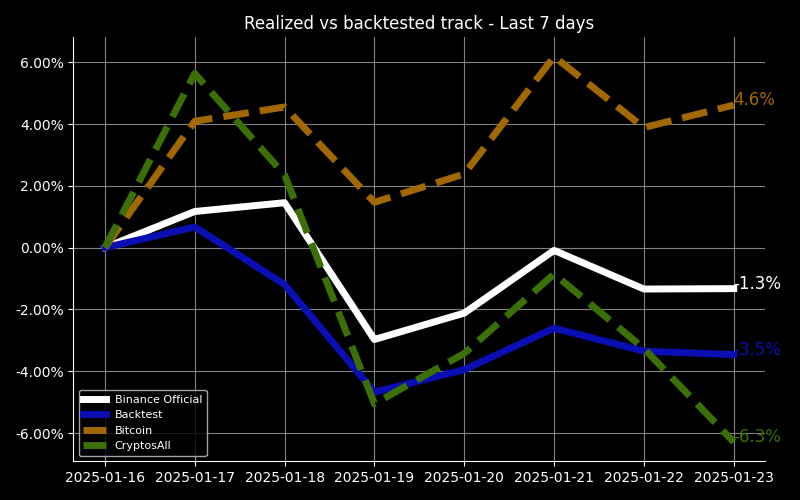 Realized vs backtested track - Last 7 days
6.00%
4.00%
2.00%
0.00%
-2.00%
-4.00%
-6.00%
4.6%
-1.3%
-3.5%
-6.3%
Binance Official
Backtest
Bitcoin
CryptosAll
2025-01-16 2025-01-17 2025-01-18 2025-01-19 2025-01-20 2025-01-21 2025-01-22 2025-01-23